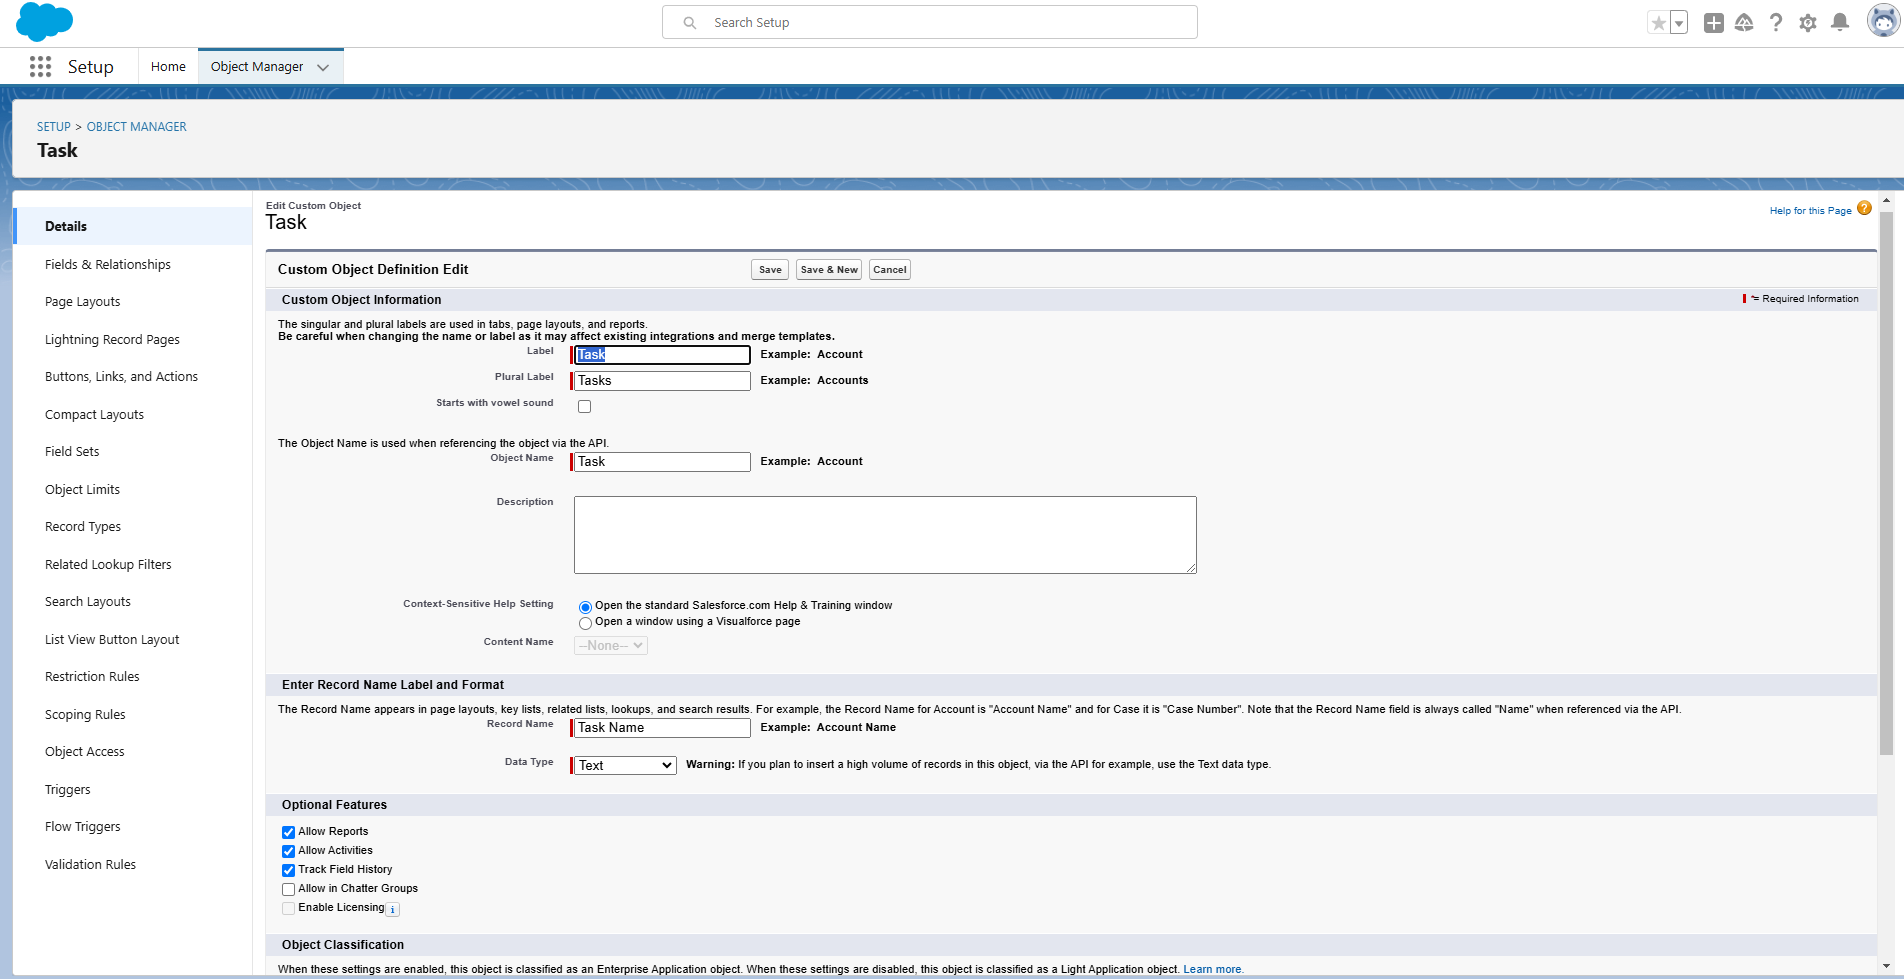 Search Setup
Setup
Home
Object Manager
SETUP > OBJECT MANAGER
Task
Details
Fields & Relationships
Page Layouts
Lightning Record Pages
Buttons, Links, and Actions
Compact Layouts
Field Sets
Object Limits
Record Types
Related Lookup Filters
Search Layouts
List View Button Layout
Restriction Rules
Scoping Rules
Object Access
Triggers
Flow Triggers
Validation Rules
Edit Custom Object
Task
Help for this Page ?
Custom Object Definition Edit
Save
Save & New
Cancel
Custom Object Information
= Required Information
The singular and plural labels are used in tabs, page layouts, and reports.
Be careful when changing the name or label as it may affect existing integrations and merge templates.
Label Task Example: Account
Plural Label Tasks Example: Accounts
Starts with vowel sound
The Object Name is used when referencing the object via the API.
Object Name Task Example: Account
Description
Context-Sensitive Help Setting Open the standard Salesforce.com Help & Training window
Open a window using a Visualforce page
Content Name --None--
Enter Record Name Label and Format
The Record Name appears in page layouts, key lists, related lists, lookups, and search results. For example, the Record Name for Account is "Account Name" and for Case it is "Case Number". Note that the Record Name field is always called "Name" when referenced via the API.
Record Name Task Name Example: Account Name
Data Type Text Warning: If you plan to insert a high volume of records in this object, via the API for example, use the Text data type.
Optional Features
Allow Reports
Allow Activities
Track Field History
Allow in Chatter Groups
Enable Licensing i
Object Classification
When these settings are enabled, this object is classified as an Enterprise Application object. When these settings are disabled, this object is classified as a Light Application object. Learn more.